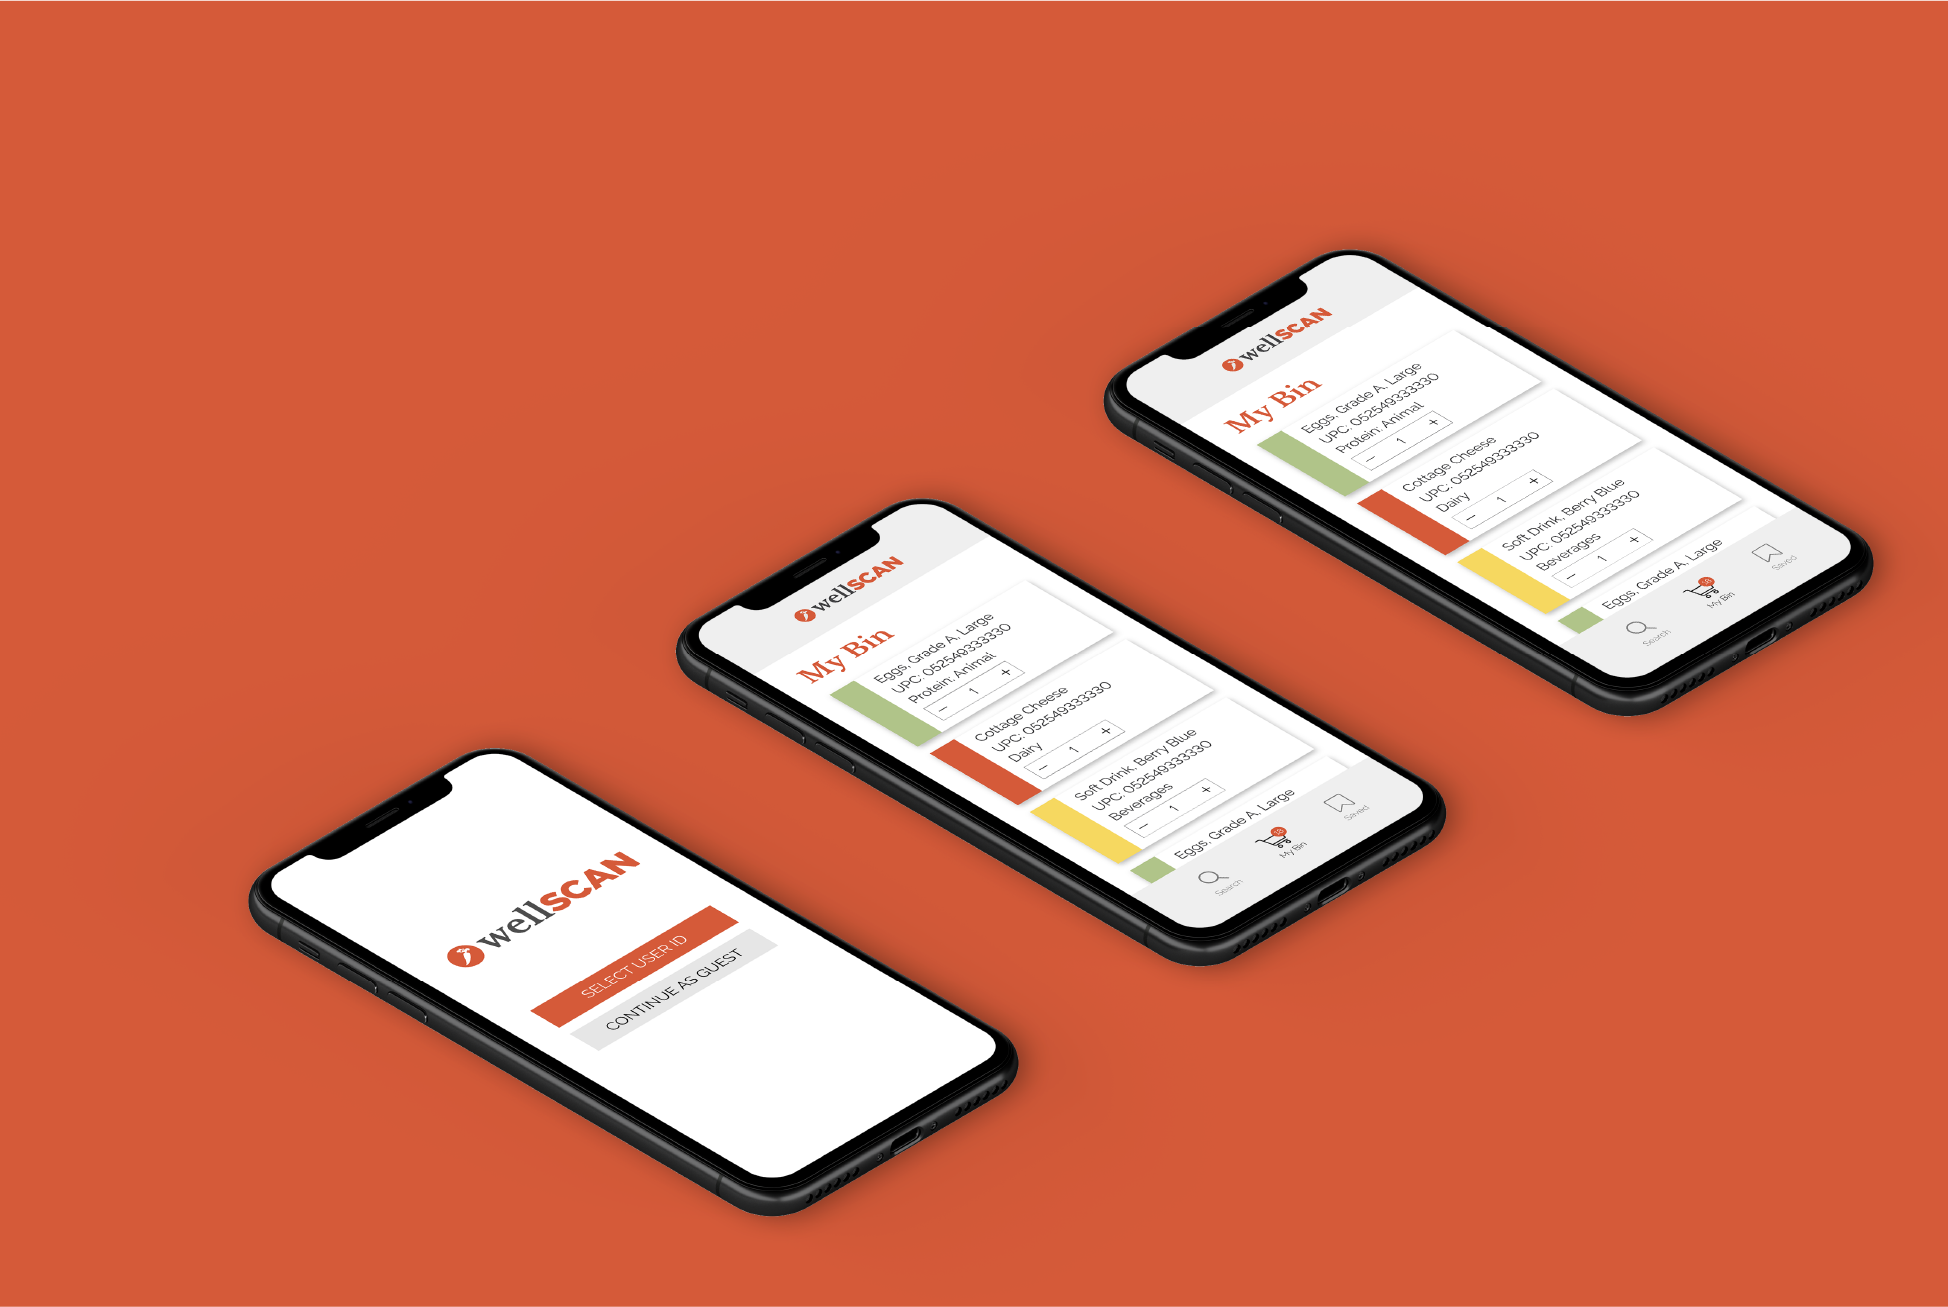 wellSCAN
SELECT USER ID
CONTINUE AS GUEST
wellSCAN
My Bin
Eggs, Grade A, Large
UPC: 052549333330
Protein: Animal
− 1 +
Cottage Cheese
UPC: 052549333330
Dairy
− 1 +
Soft Drink, Berry Blue
UPC: 052549333330
Beverages
− 1 +
Eggs, Grade A, Large
Search
My Bin
Saved
wellSCAN
My Bin
Eggs, Grade A, Large
UPC: 052549333330
Protein: Animal
− 1 +
Cottage Cheese
UPC: 052549333330
Dairy
− 1 +
Soft Drink, Berry Blue
UPC: 052549333330
Beverages
− 1 +
Eggs, Grade A, Large
Search
My Bin
Saved